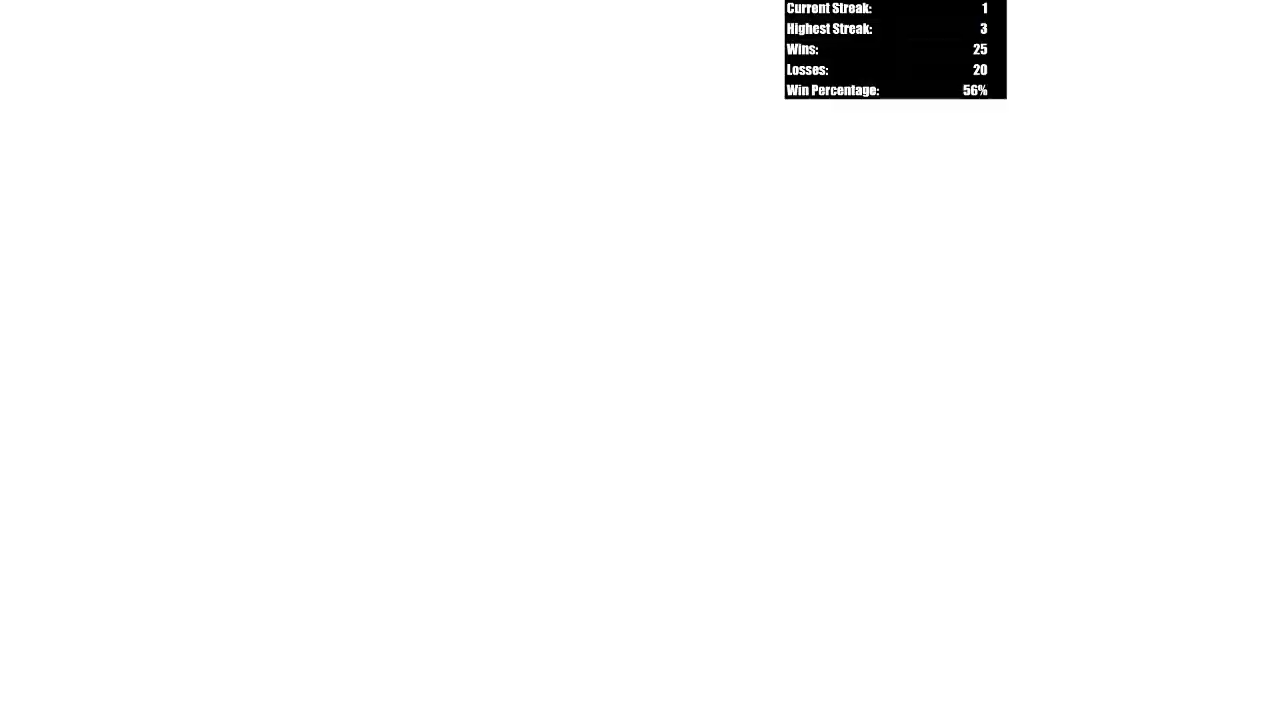 Current Streak: 1
Highest Streak: 3
Wins: 25
Losses: 20
Win Percentage: 56%